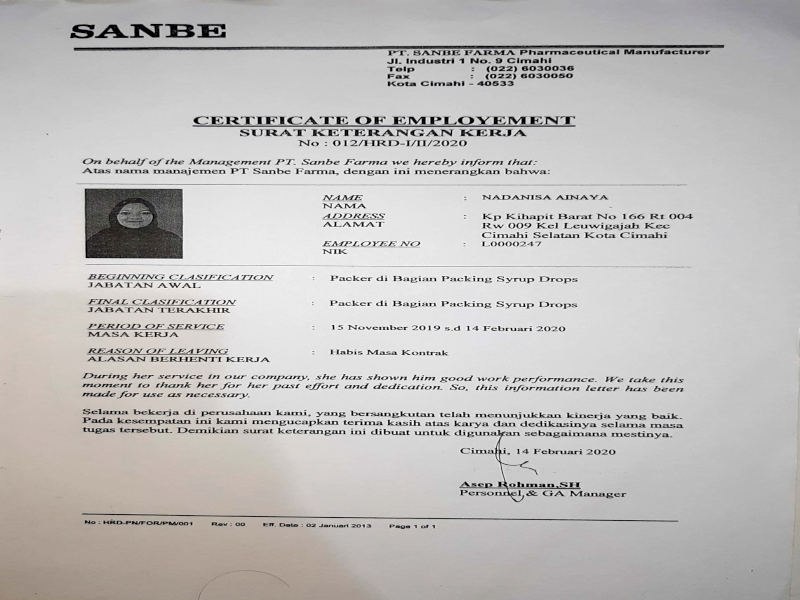 SANBE
PT. SANBE FARMA Pharmaceutical Manufacturer
Jl. Industri 1 No. 9 Cimahi
Telp : (022) 6030036
Fax : (022) 6030050
Kota Cimahi - 40533
CERTIFICATE OF EMPLOYEMENT
SURAT KETERANGAN KERJA
No : 012/HRD-I/II/2020
On behalf of the Management PT. Sanbe Farma we hereby inform that:
Atas nama manajemen PT Sanbe Farma, dengan ini menerangkan bahwa:
NAME : NADANISA AINAYA
NAMA
ADDRESS : Kp Kihapit Barat No 166 Rt 004
ALAMAT Rw 009 Kel Leuwigajah Kec
Cimahi Selatan Kota Cimahi
EMPLOYEE NO : L0000247
NIK
BEGINNING CLASIFICATION : Packer di Bagian Packing Syrup Drops
JABATAN AWAL
FINAL CLASIFICATION : Packer di Bagian Packing Syrup Drops
JABATAN TERAKHIR
PERIOD OF SERVICE : 15 November 2019 s.d 14 Februari 2020
MASA KERJA
REASON OF LEAVING : Habis Masa Kontrak
ALASAN BERHENTI KERJA
During her service in our company, she has shown him good work performance. We take this
moment to thank her for her past effort and dedication. So, this information letter has been
made for use as necessary.
Selama bekerja di perusahaan kami, yang bersangkutan telah menunjukkan kinerja yang baik.
Pada kesempatan ini kami mengucapkan terima kasih atas karya dan dedikasinya selama masa
tugas tersebut. Demikian surat keterangan ini dibuat untuk digunakan sebagaimana mestinya.
Cimahi, 14 Februari 2020
Asep Rohman,SH
Personnel & GA Manager
No : HRD-PN/FOR/PM/001 Rev : 00 Eff. Date : 02 Januari 2013 Page 1 of 1